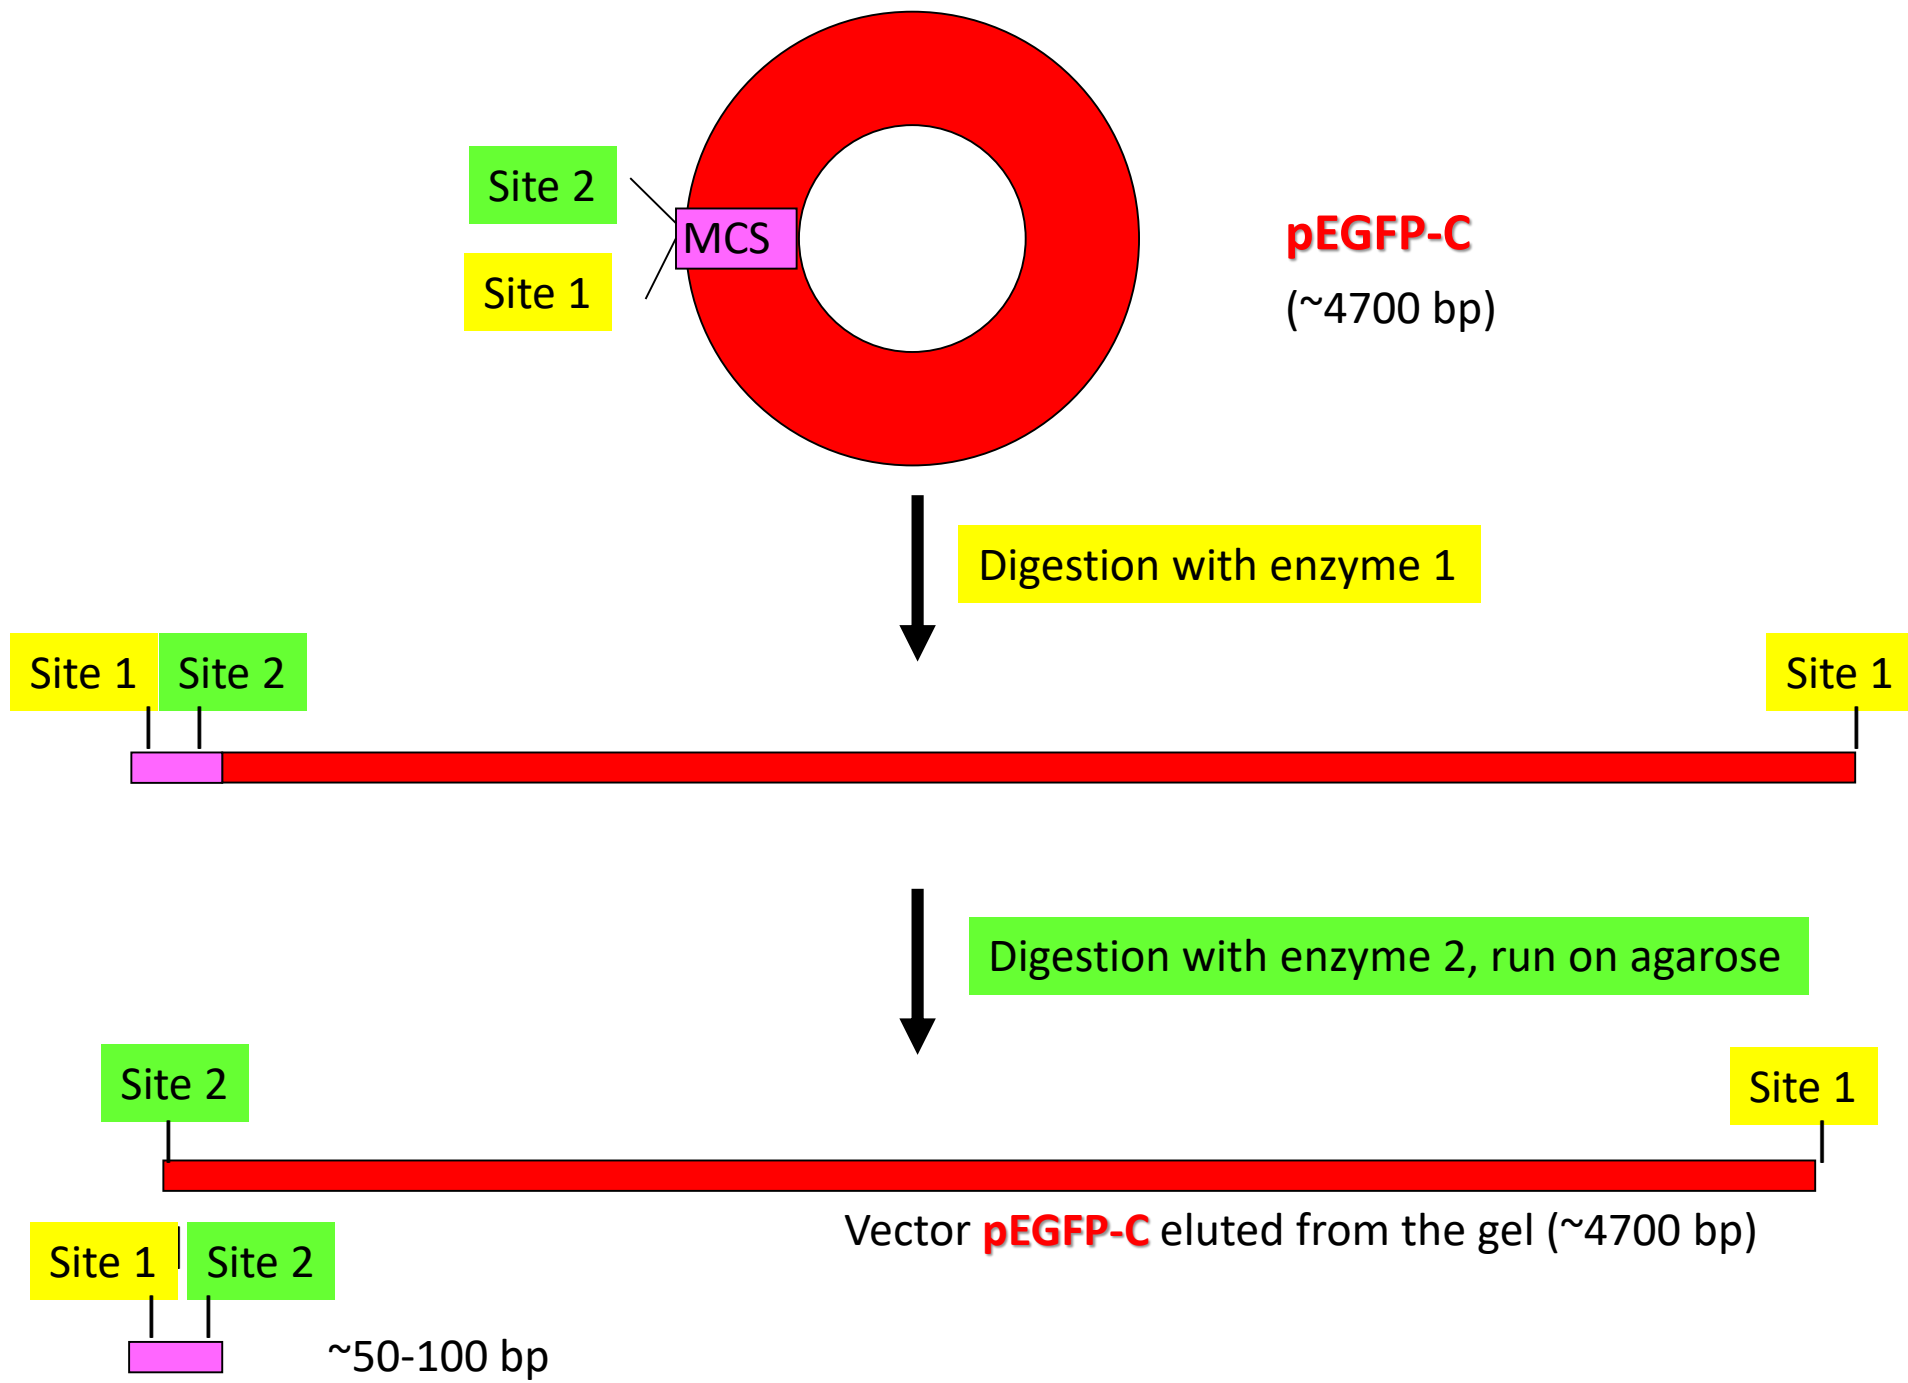 Site 2
MCS
Site 1
pEGFP-C
(~4700 bp)
Digestion with enzyme 1
Site 1
Site 2
Site 1
Digestion with enzyme 2, run on agarose
Site 2
Site 1
Vector pEGFP-C eluted from the gel (~4700 bp)
Site 1
Site 2
~50-100 bp